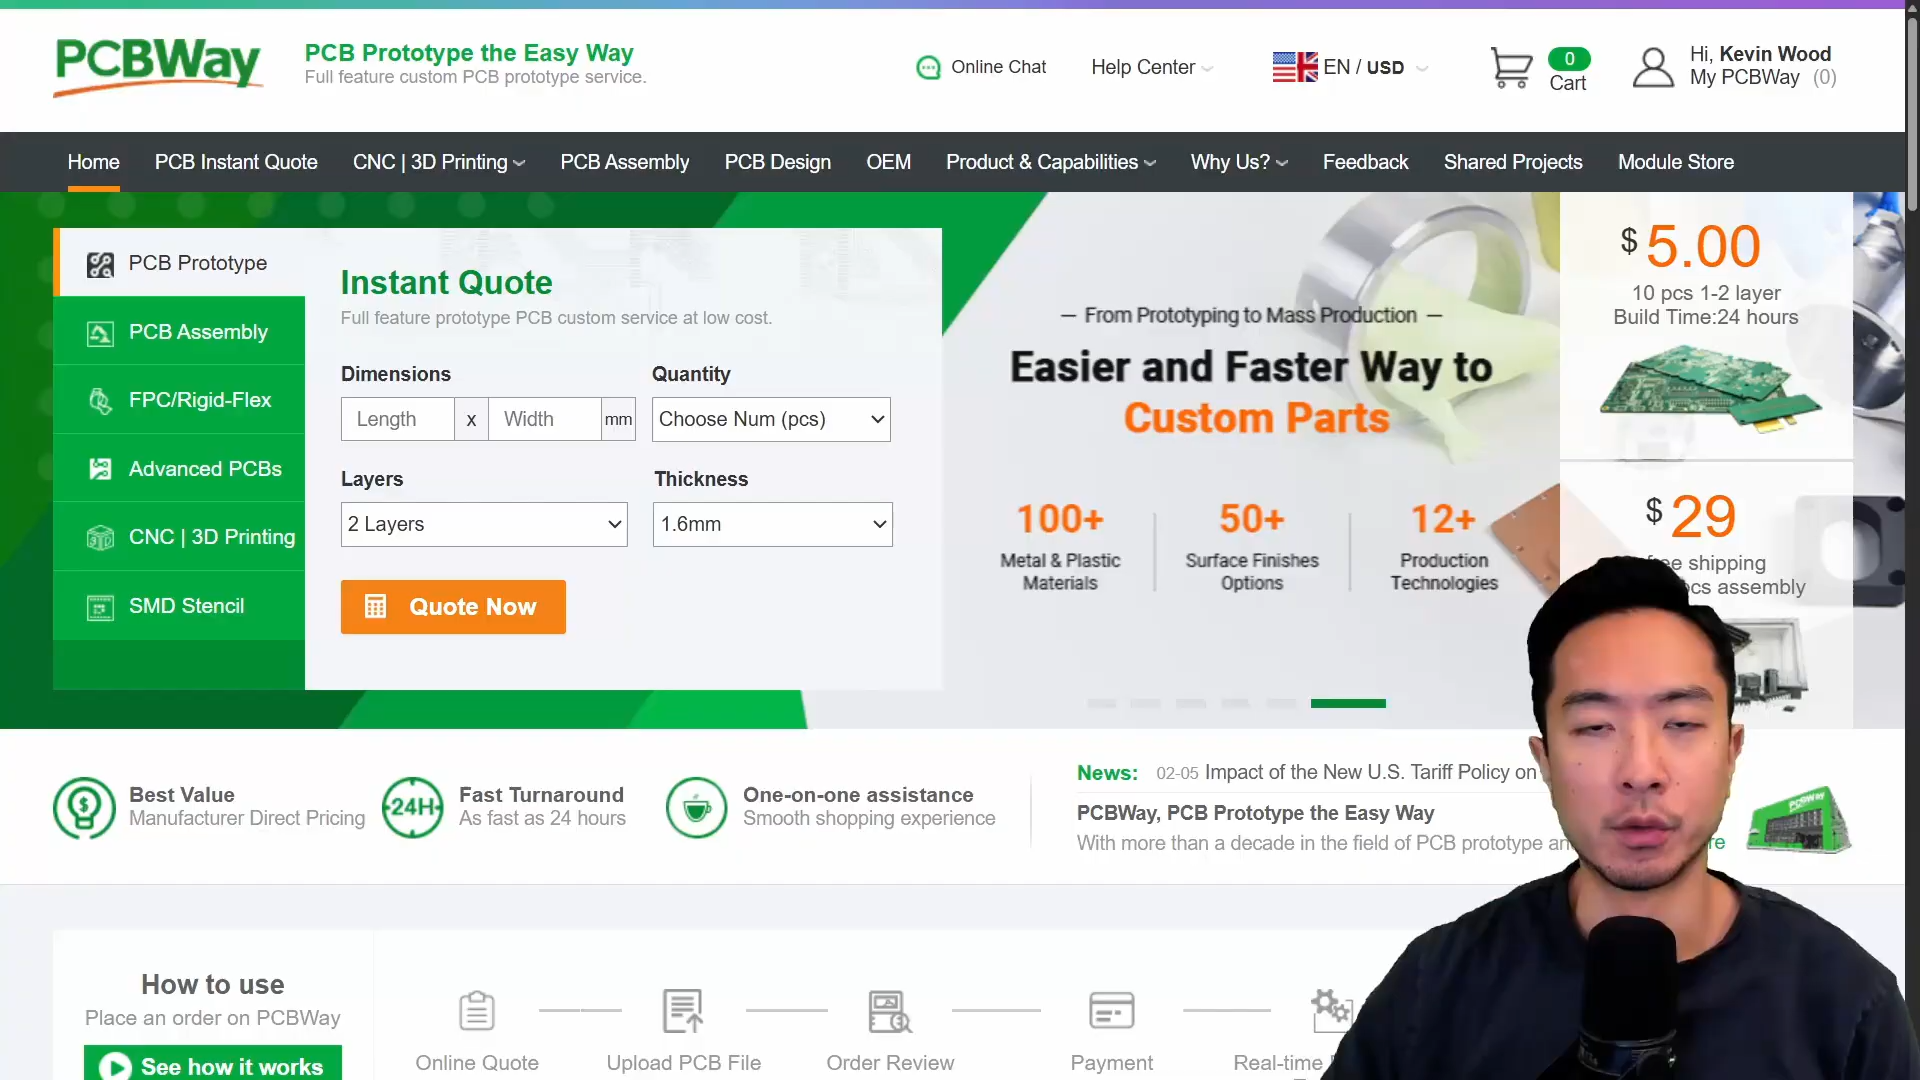 PCBWay
PCB Prototype the Easy Way
Full feature custom PCB prototype service.
Online Chat
Help Center
EN / USD
0
Cart
Hi, Kevin Wood
My PCBWay (0)
Home
PCB Instant Quote
CNC | 3D Printing
PCB Assembly
PCB Design
OEM
Product & Capabilities
Why Us?
Feedback
Shared Projects
Module Store
PCB Prototype
PCB Assembly
FPC/Rigid-Flex
Advanced PCBs
CNC | 3D Printing
SMD Stencil
Instant Quote
Full feature prototype PCB custom service at low cost.
Dimensions
Quantity
Length x Width mm
Choose Num (pcs)
Layers
Thickness
2 Layers
1.6mm
Quote Now
— From Prototyping to Mass Production —
Easier and Faster Way to
Custom Parts
100+
Metal & Plastic
Materials
50+
Surface Finishes
Options
12+
Production
Technologies
$ 5.00
10 pcs 1-2 layer
Build Time:24 hours
$ 29
shipping
assembly
Best Value
Manufacturer Direct Pricing
24H
Fast Turnaround
As fast as 24 hours
One-on-one assistance
Smooth shopping experience
News: 02-05 Impact of the New U.S. Tariff Policy on
PCBWay, PCB Prototype the Easy Way
With more than a decade in the field of PCB prototype
PCBWay
How to use
Place an order on PCBWay
See how it works
Online Quote
Upload PCB File
Order Review
Payment
Real-time